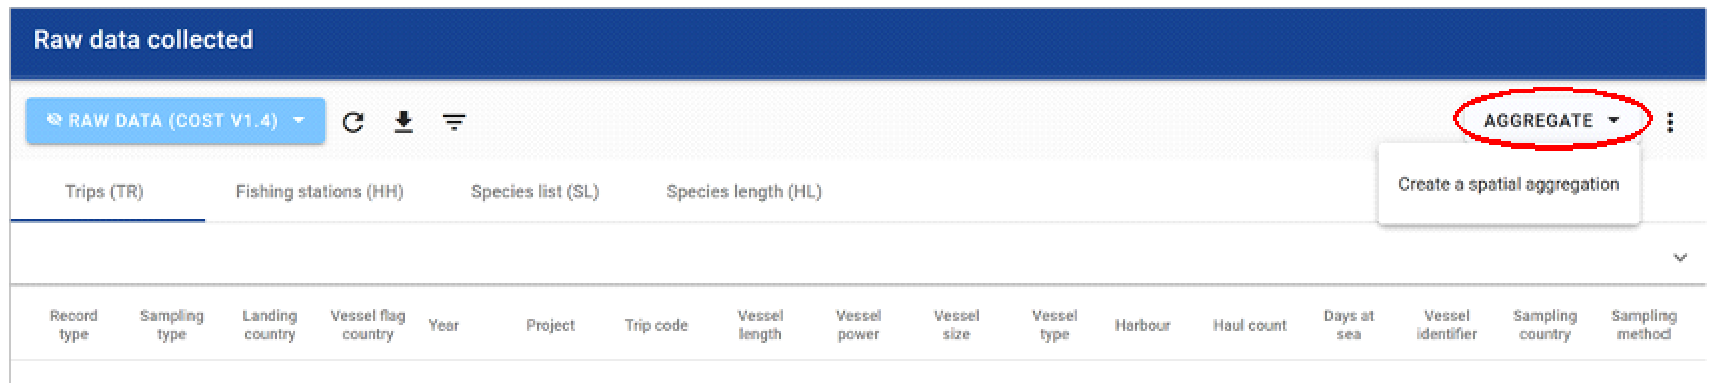 Raw data collected
RAW DATA (COST V1.4)
AGGREGATE
Create a spatial aggregation
Trips (TR) Fishing stations (HH) Species list (SL) Species length (HL)
Record type Sampling type Landing country Vessel flag country Year Project Trip code Vessel length Vessel power Vessel size Vessel type Harbour Haul count Days at sea Vessel identifier Sampling country Sampling method